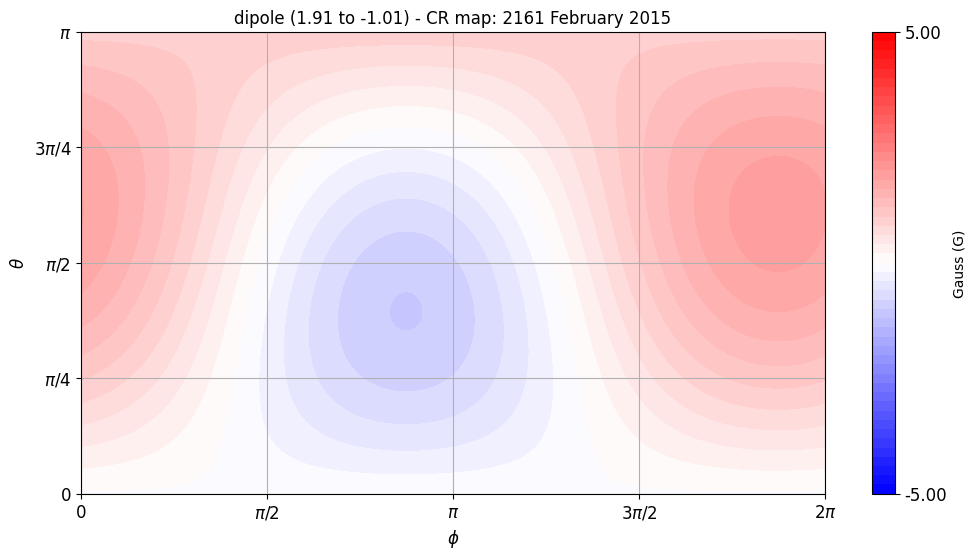 dipole (1.91 to -1.01) - CR map: 2161 February 2015
π
3π/4
π/2
π/4
0
θ
0
π/2
π
3π/2
2π
ϕ
5.00
-5.00
Gauss (G)